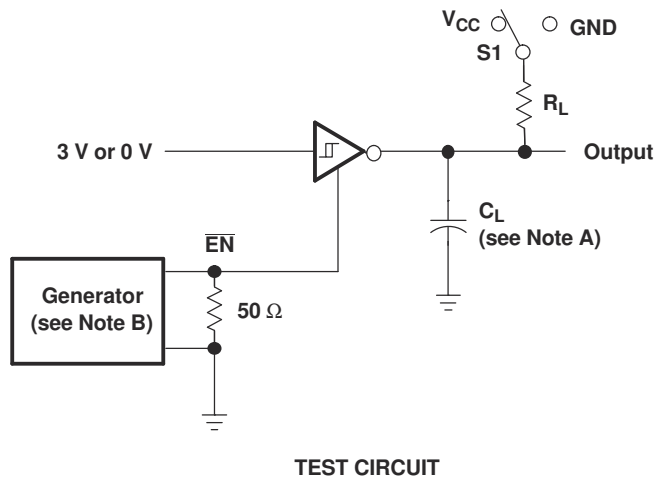 VCC GND
S1
RL
3 V or 0 V Output
CL
(see Note A)
EN
Generator
(see Note B)
50 Ω
TEST CIRCUIT